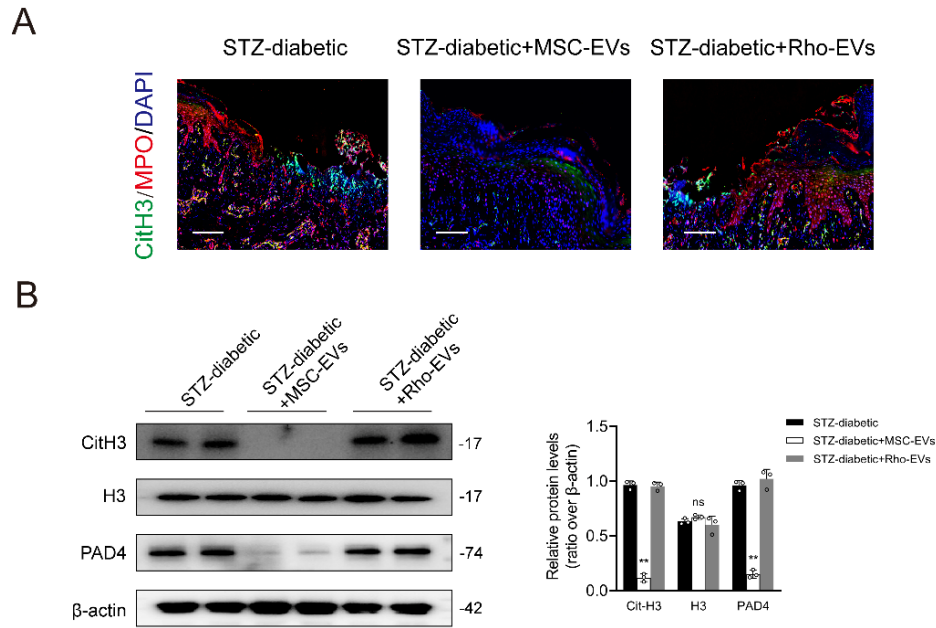 A
STZ-diabetic
STZ-diabetic+MSC-EVs
STZ-diabetic+Rho-EVs
CitH3/MPO/DAPI
B
STZ-diabetic
STZ-diabetic
+MSC-EVs
STZ-diabetic
+Rho-EVs
CitH3
-17
H3
-17
PAD4
-74
β-actin
-42
Relative protein levels
(ratio over β-actin)
1.5
1.0
0.5
0.0
**
ns
**
Cit-H3
H3
PAD4
STZ-diabetic
STZ-diabetic+MSC-EVs
STZ-diabetic+Rho-EVs